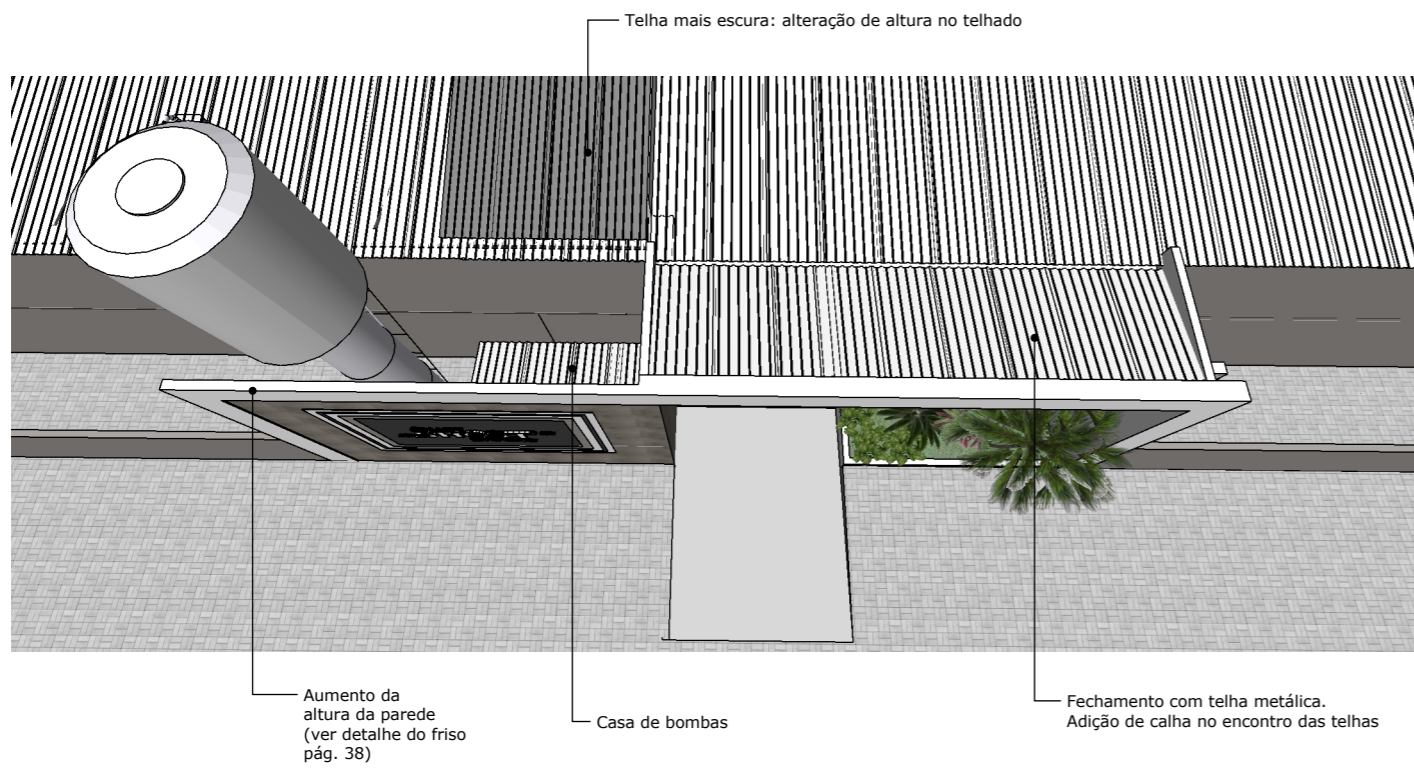 Telha mais escura: alteração de altura no telhado
Aumento da
altura da parede
(ver detalhe do friso
pág. 38)
Casa de bombas
Fechamento com telha metálica.
Adição de calha no encontro das telhas